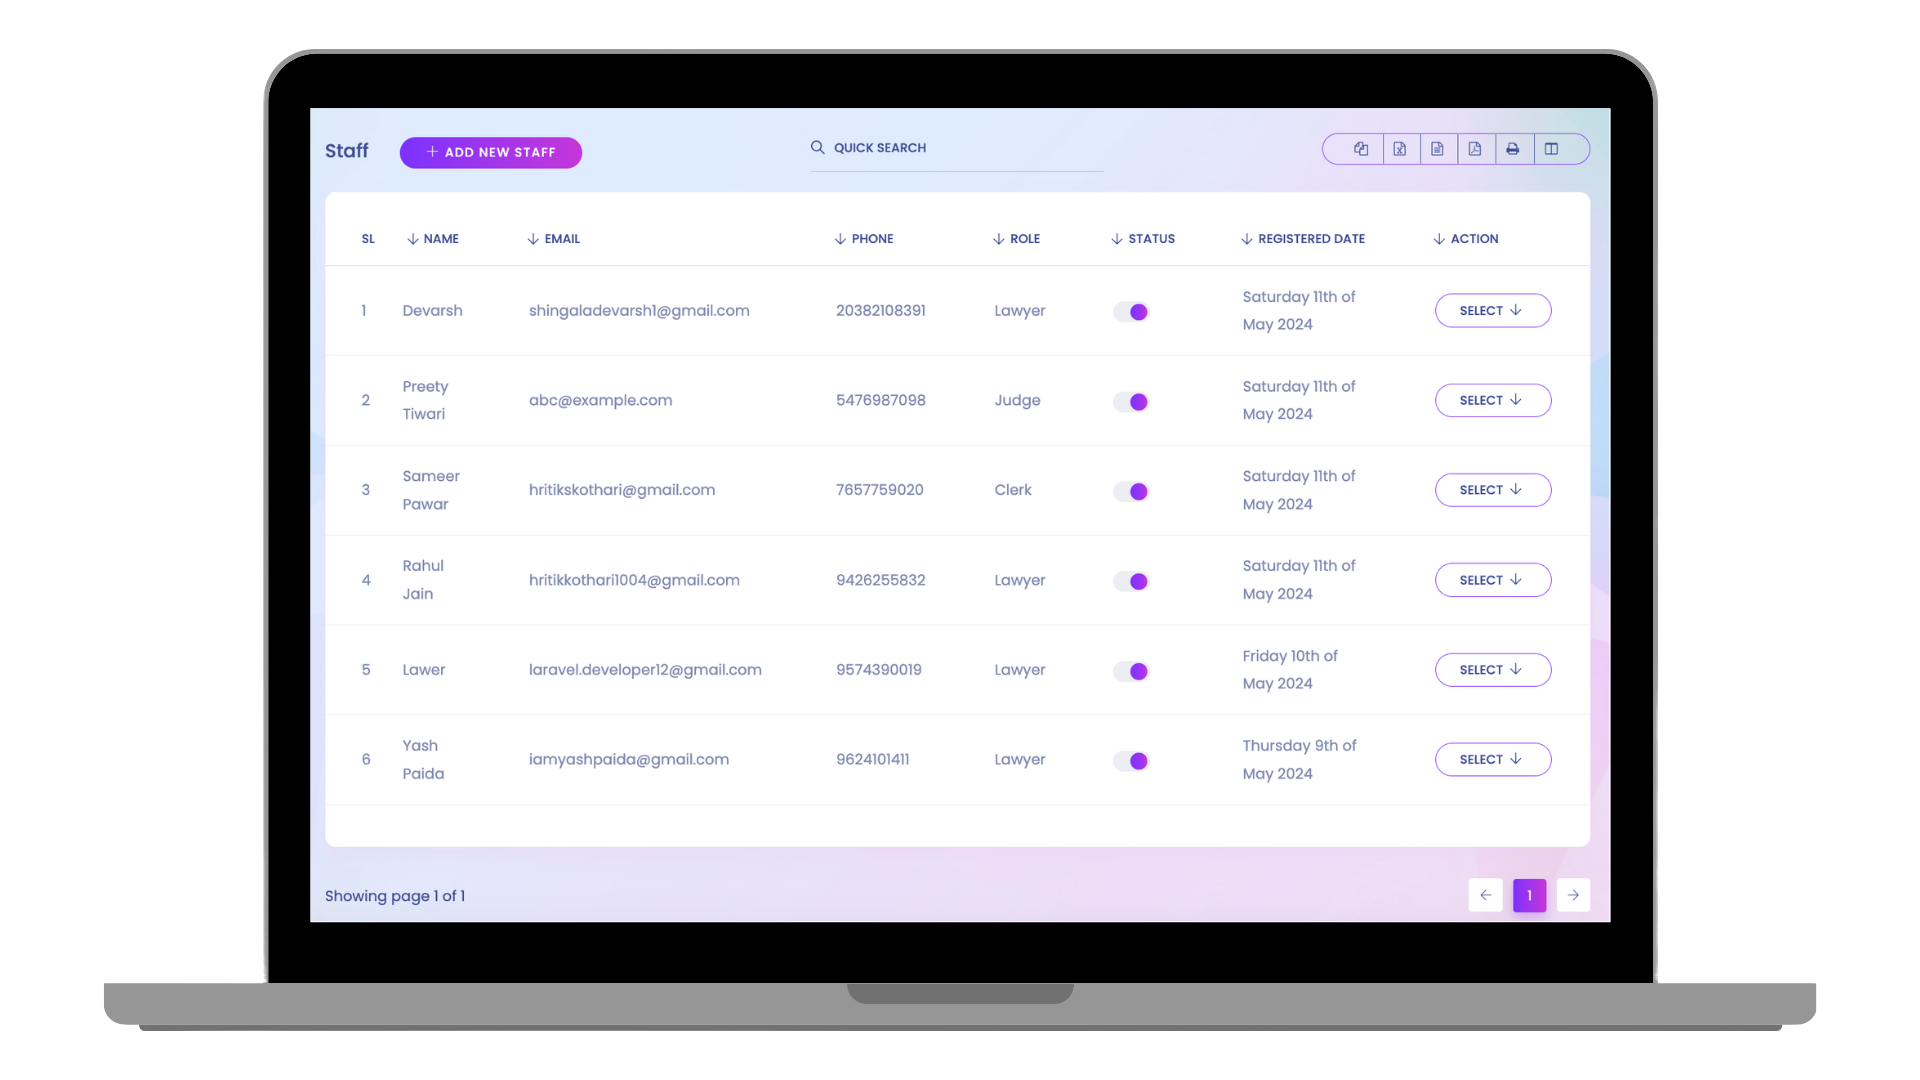 Staff
+ ADD NEW STAFF
QUICK SEARCH
SL NAME EMAIL PHONE ROLE STATUS REGISTERED DATE ACTION
1 Devarsh shingaladevarsh1@gmail.com 20382108391 Lawyer Saturday 11th of May 2024 SELECT
2 Preety Tiwari abc@example.com 5476987098 Judge Saturday 11th of May 2024 SELECT
3 Sameer Pawar hritikskothari@gmail.com 7657759020 Clerk Saturday 11th of May 2024 SELECT
4 Rahul Jain hritikkothari1004@gmail.com 9426255832 Lawyer Saturday 11th of May 2024 SELECT
5 Lawer laravel.developer12@gmail.com 9574390019 Lawyer Friday 10th of May 2024 SELECT
6 Yash Paida iamyashpaida@gmail.com 9624101411 Lawyer Thursday 9th of May 2024 SELECT
Showing page 1 of 1
1